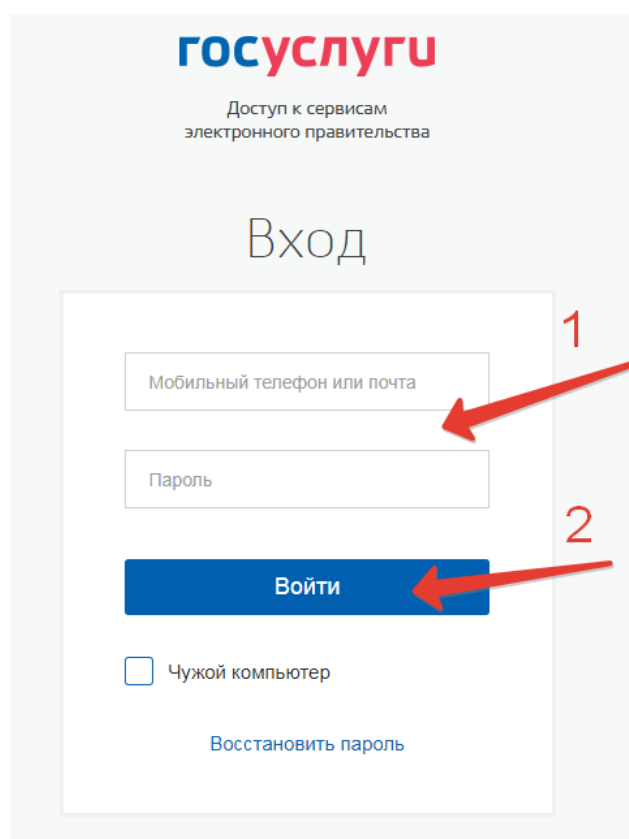 госуслуги
Доступ к сервисам
электронного правительства
Вход
1
Мобильный телефон или почта
Пароль
2
Войти
Чужой компьютер
Восстановить пароль